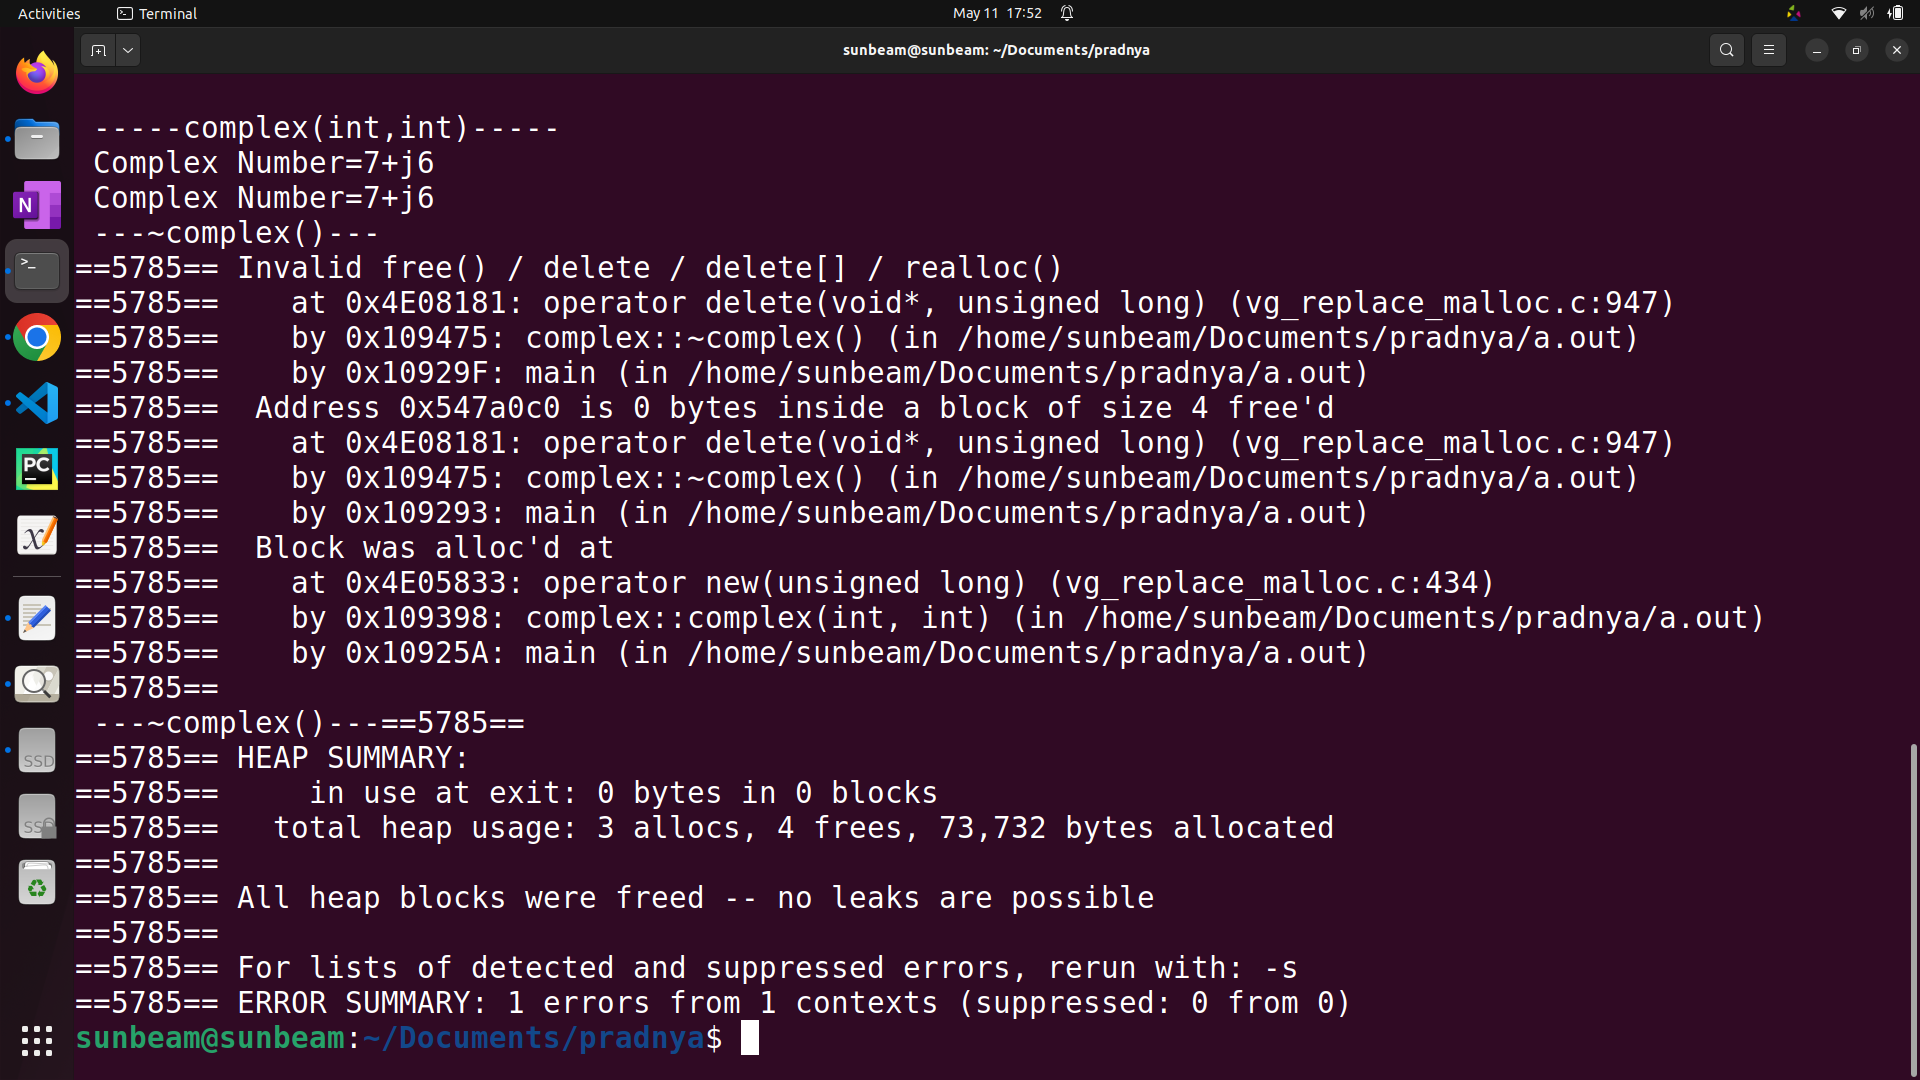 Activities
Terminal
May 11 17:52
sunbeam@sunbeam: ~/Documents/pradnya
-----complex(int,int)-----
Complex Number=7+j6
Complex Number=7+j6
---~complex()---
==5785== Invalid free() / delete / delete[] / realloc()
==5785==    at 0x4E08181: operator delete(void*, unsigned long) (vg_replace_malloc.c:947)
==5785==    by 0x109475: complex::~complex() (in /home/sunbeam/Documents/pradnya/a.out)
==5785==    by 0x10929F: main (in /home/sunbeam/Documents/pradnya/a.out)
==5785==  Address 0x547a0c0 is 0 bytes inside a block of size 4 free'd
==5785==    at 0x4E08181: operator delete(void*, unsigned long) (vg_replace_malloc.c:947)
==5785==    by 0x109475: complex::~complex() (in /home/sunbeam/Documents/pradnya/a.out)
==5785==    by 0x109293: main (in /home/sunbeam/Documents/pradnya/a.out)
==5785==  Block was alloc'd at
==5785==    at 0x4E05833: operator new(unsigned long) (vg_replace_malloc.c:434)
==5785==    by 0x109398: complex::complex(int, int) (in /home/sunbeam/Documents/pradnya/a.out)
==5785==    by 0x10925A: main (in /home/sunbeam/Documents/pradnya/a.out)
==5785==
---~complex()---==5785==
==5785== HEAP SUMMARY:
==5785==     in use at exit: 0 bytes in 0 blocks
==5785==   total heap usage: 3 allocs, 4 frees, 73,732 bytes allocated
==5785==
==5785== All heap blocks were freed -- no leaks are possible
==5785==
==5785== For lists of detected and suppressed errors, rerun with: -s
==5785== ERROR SUMMARY: 1 errors from 1 contexts (suppressed: 0 from 0)
sunbeam@sunbeam:~/Documents/pradnya$
N
>_
PC
X
SSD
SSD